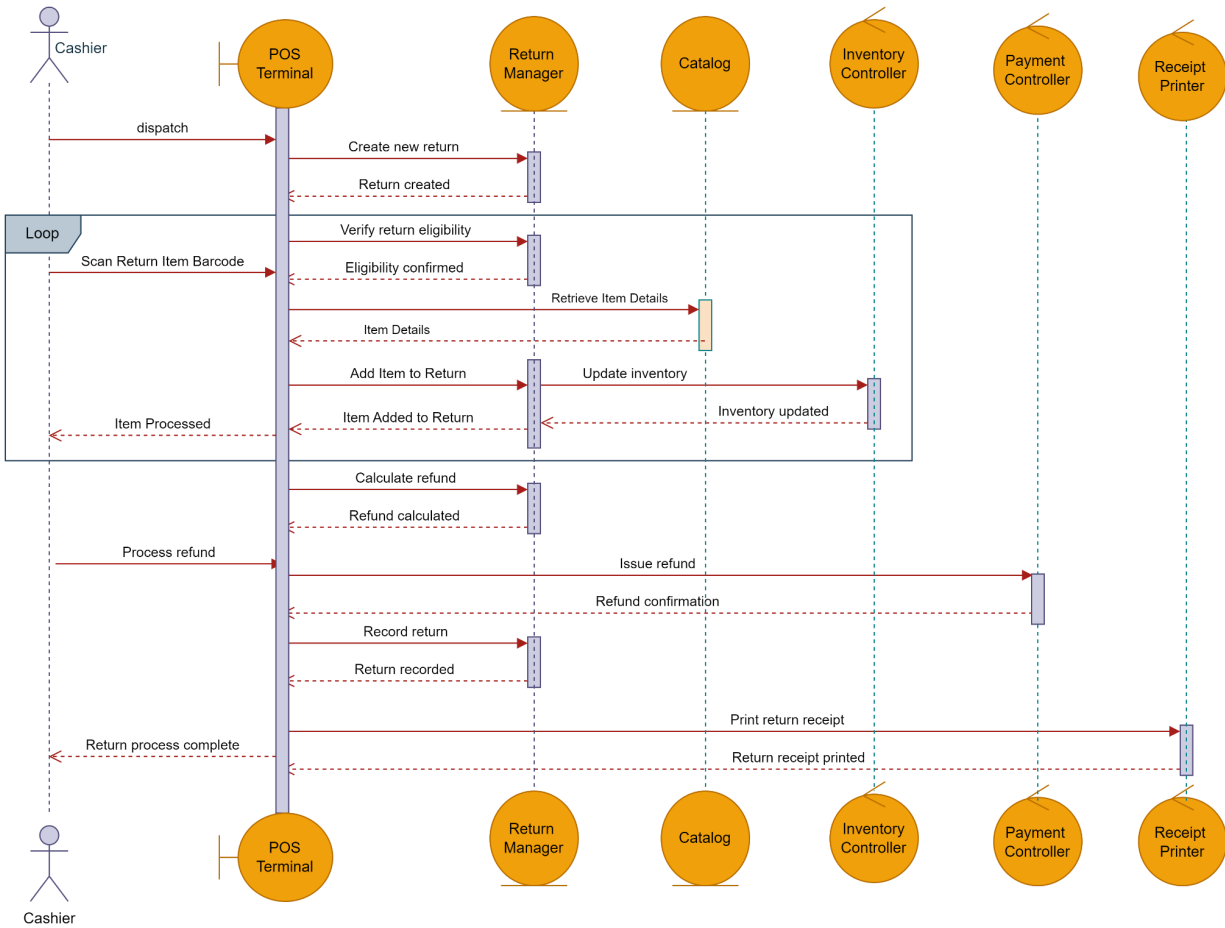 Cashier
POS
Terminal
Return
Manager
Catalog
Inventory
Controller
Payment
Controller
Receipt
Printer
dispatch
Create new return
Return created
Loop
Verify return eligibility
Scan Return Item Barcode
Eligibility confirmed
Retrieve Item Details
Item Details
Add Item to Return
Update inventory
Inventory updated
Item Added to Return
Item Processed
Calculate refund
Refund calculated
Process refund
Issue refund
Refund confirmation
Record return
Return recorded
Print return receipt
Return process complete
Return receipt printed
POS
Terminal
Return
Manager
Catalog
Inventory
Controller
Payment
Controller
Receipt
Printer
Cashier